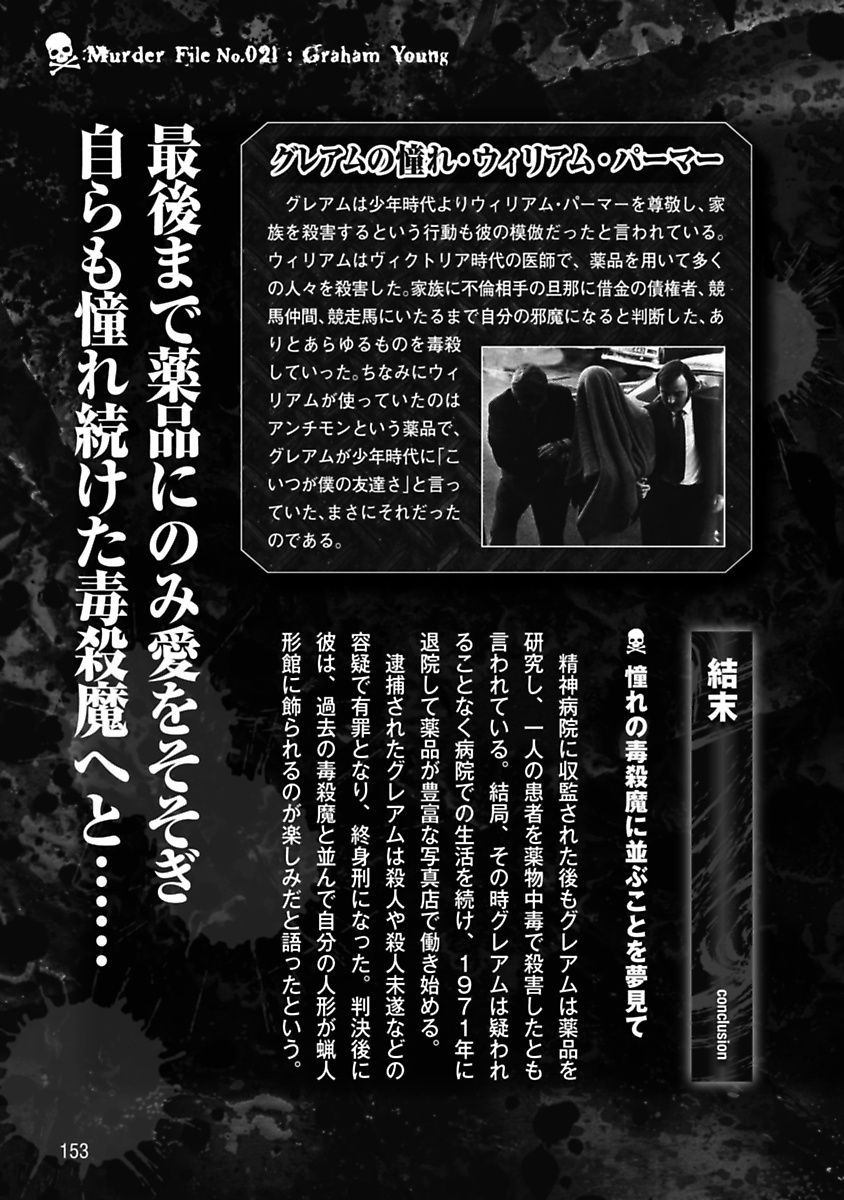 Murder File No.021 : Graham Young
最後まで薬品にのみ愛をそそぎ
自らも憧れ続けた毒殺魔へと……
グレアムの憧れ・ウィリアム・パーマー
グレアムは少年時代よりウィリアム・パーマーを尊敬し、家
族を殺害するという行動も彼の模倣だったと言われている。
ウィリアムはヴィクトリア時代の医師で、薬品を用いて多く
の人々を殺害した。家族に不倫相手の旦那に借金の債権者、競
馬仲間、競走馬にいたるまで自分の邪魔になると判断した、あ
りとあらゆるものを毒殺
していった。ちなみにウィ
リアムが使っていたのは
アンチモンという薬品で、
グレアムが少年時代に「こ
いつが僕の友達さ」と言っ
ていた、まさにそれだった
のである。
結末
conclusion
憧れの毒殺魔に並ぶことを夢見て
精神病院に収監された後もグレアムは薬品を
研究し、一人の患者を薬物中毒で殺害したとも
言われている。結局、その時グレアムは疑われ
ることなく病院での生活を続け、1971年に
退院して薬品が豊富な写真店で働き始める。
逮捕されたグレアムは殺人や殺人未遂などの
容疑で有罪となり、終身刑になった。判決後に
彼は、過去の毒殺魔と並んで自分の人形が蝋人
形館に飾られるのが楽しみだと語ったという。
153